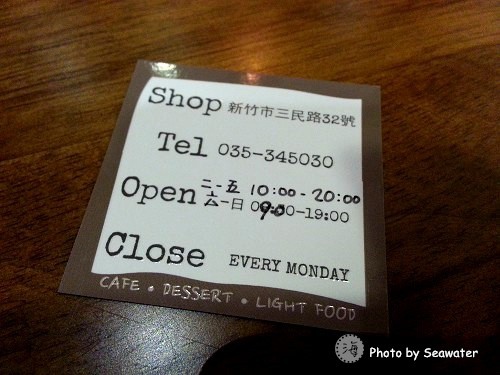 Shop 新竹市三民路32號
Tel 035-345030
Open 二-五 10:00-20:00
六-日 09:00-19:00
Close EVERY MONDAY
CAFE • DESSERT • LIGHT FOOD
海 Photo by Seawater